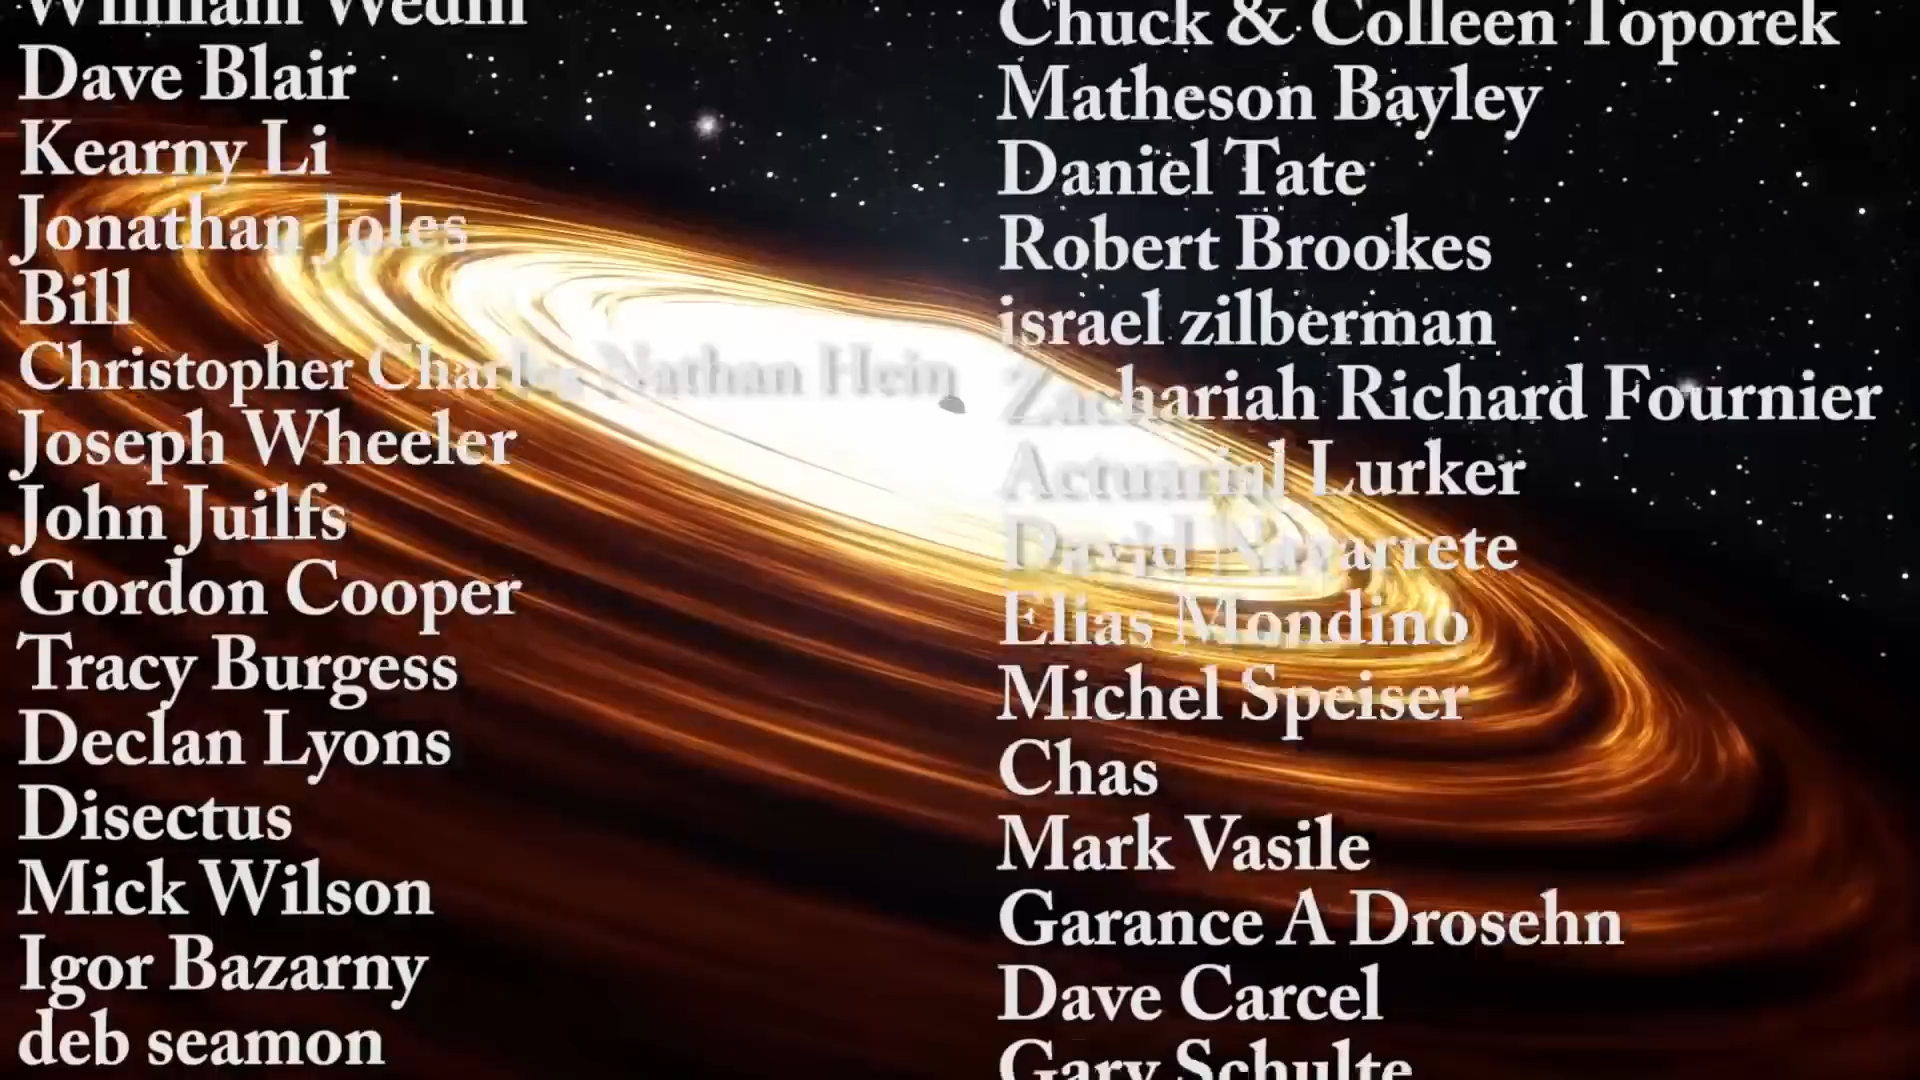 William Wedin
Dave Blair
Kearny Li
Jonathan Joles
Bill
Christopher Charles Nathan Hein
Joseph Wheeler
John Juilfs
Gordon Cooper
Tracy Burgess
Declan Lyons
Disectus
Mick Wilson
Igor Bazarny
deb seamon
Chuck & Colleen Toporek
Matheson Bayley
Daniel Tate
Robert Brookes
israel zilberman
Zachariah Richard Fournier
Actuarial Lurker
David Navarrete
Elias Mondino
Michel Speiser
Chas
Mark Vasile
Garance A Drosehn
Dave Carcel
Gary Schulte